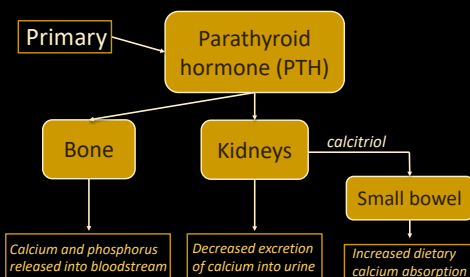 Primary
Parathyroid
hormone (PTH)
Bone
Kidneys
calcitriol
Small bowel
Calcium and phosphorus
released into bloodstream
Decreased excretion
of calcium into urine
Increased dietary
calcium absorption